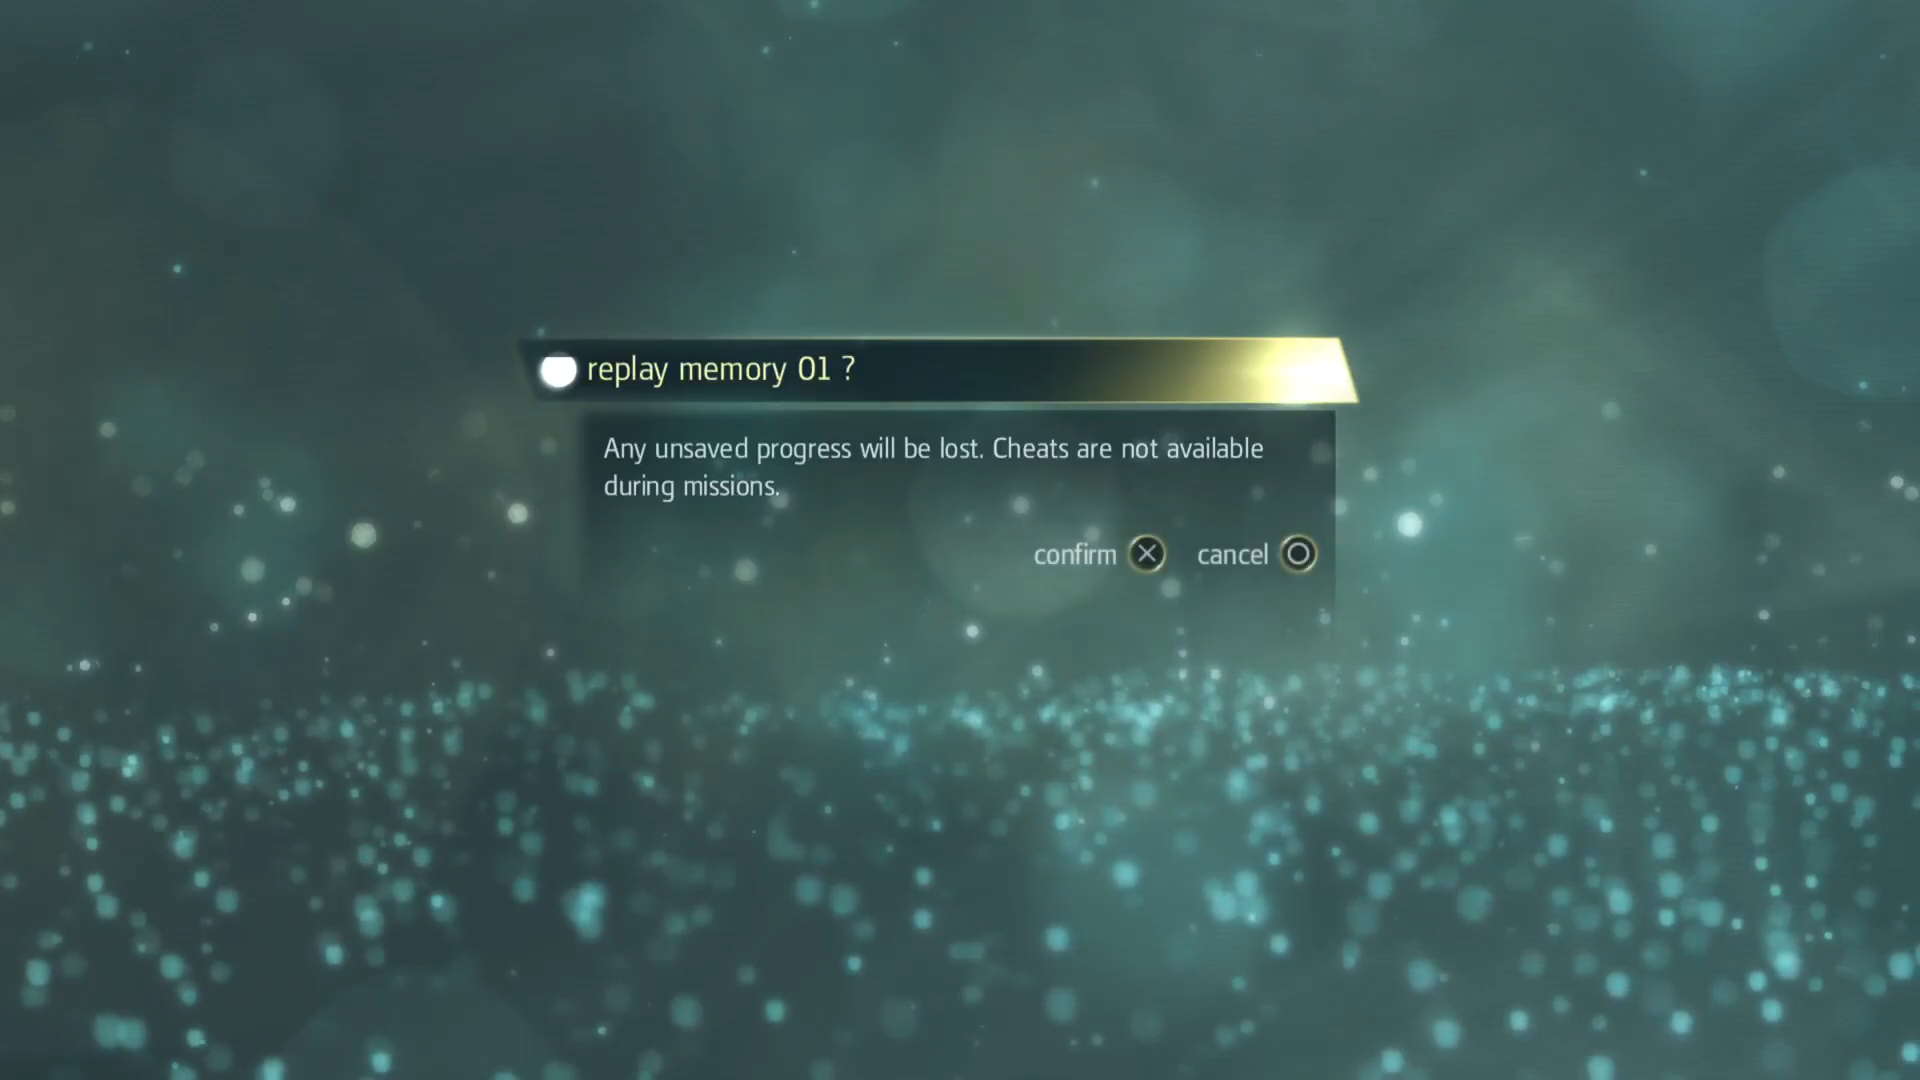 replay memory 01 ?
Any unsaved progress will be lost. Cheats are not available
during missions.
confirm cancel